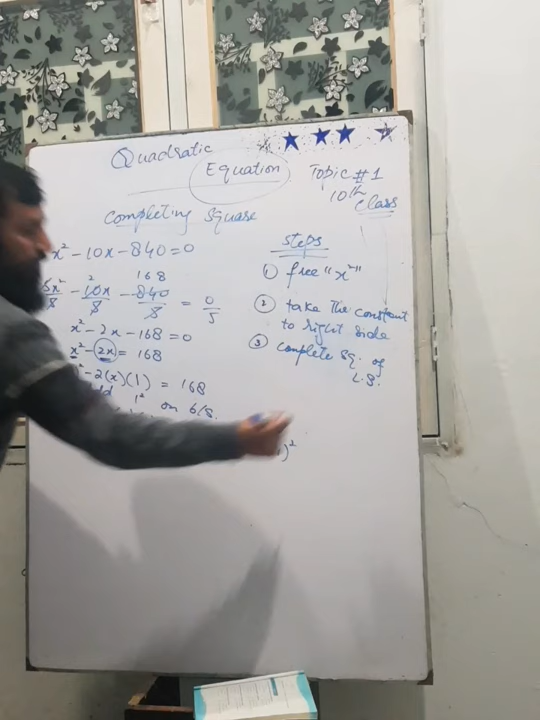 Quadratic
Equation
Topic #1
10th
Class
Completing Square
x² - 10x - 840 = 0
5x²/5 - 10x/5 - 840/5 = 0/5
2
168
x² - 2x - 168 = 0
x² - 2x = 168
² - 2(x)(1) = 168
1² on b/s.
)²
Steps
① free "x²"
② take the constant
to right side
③ complete sq. of
L.S.